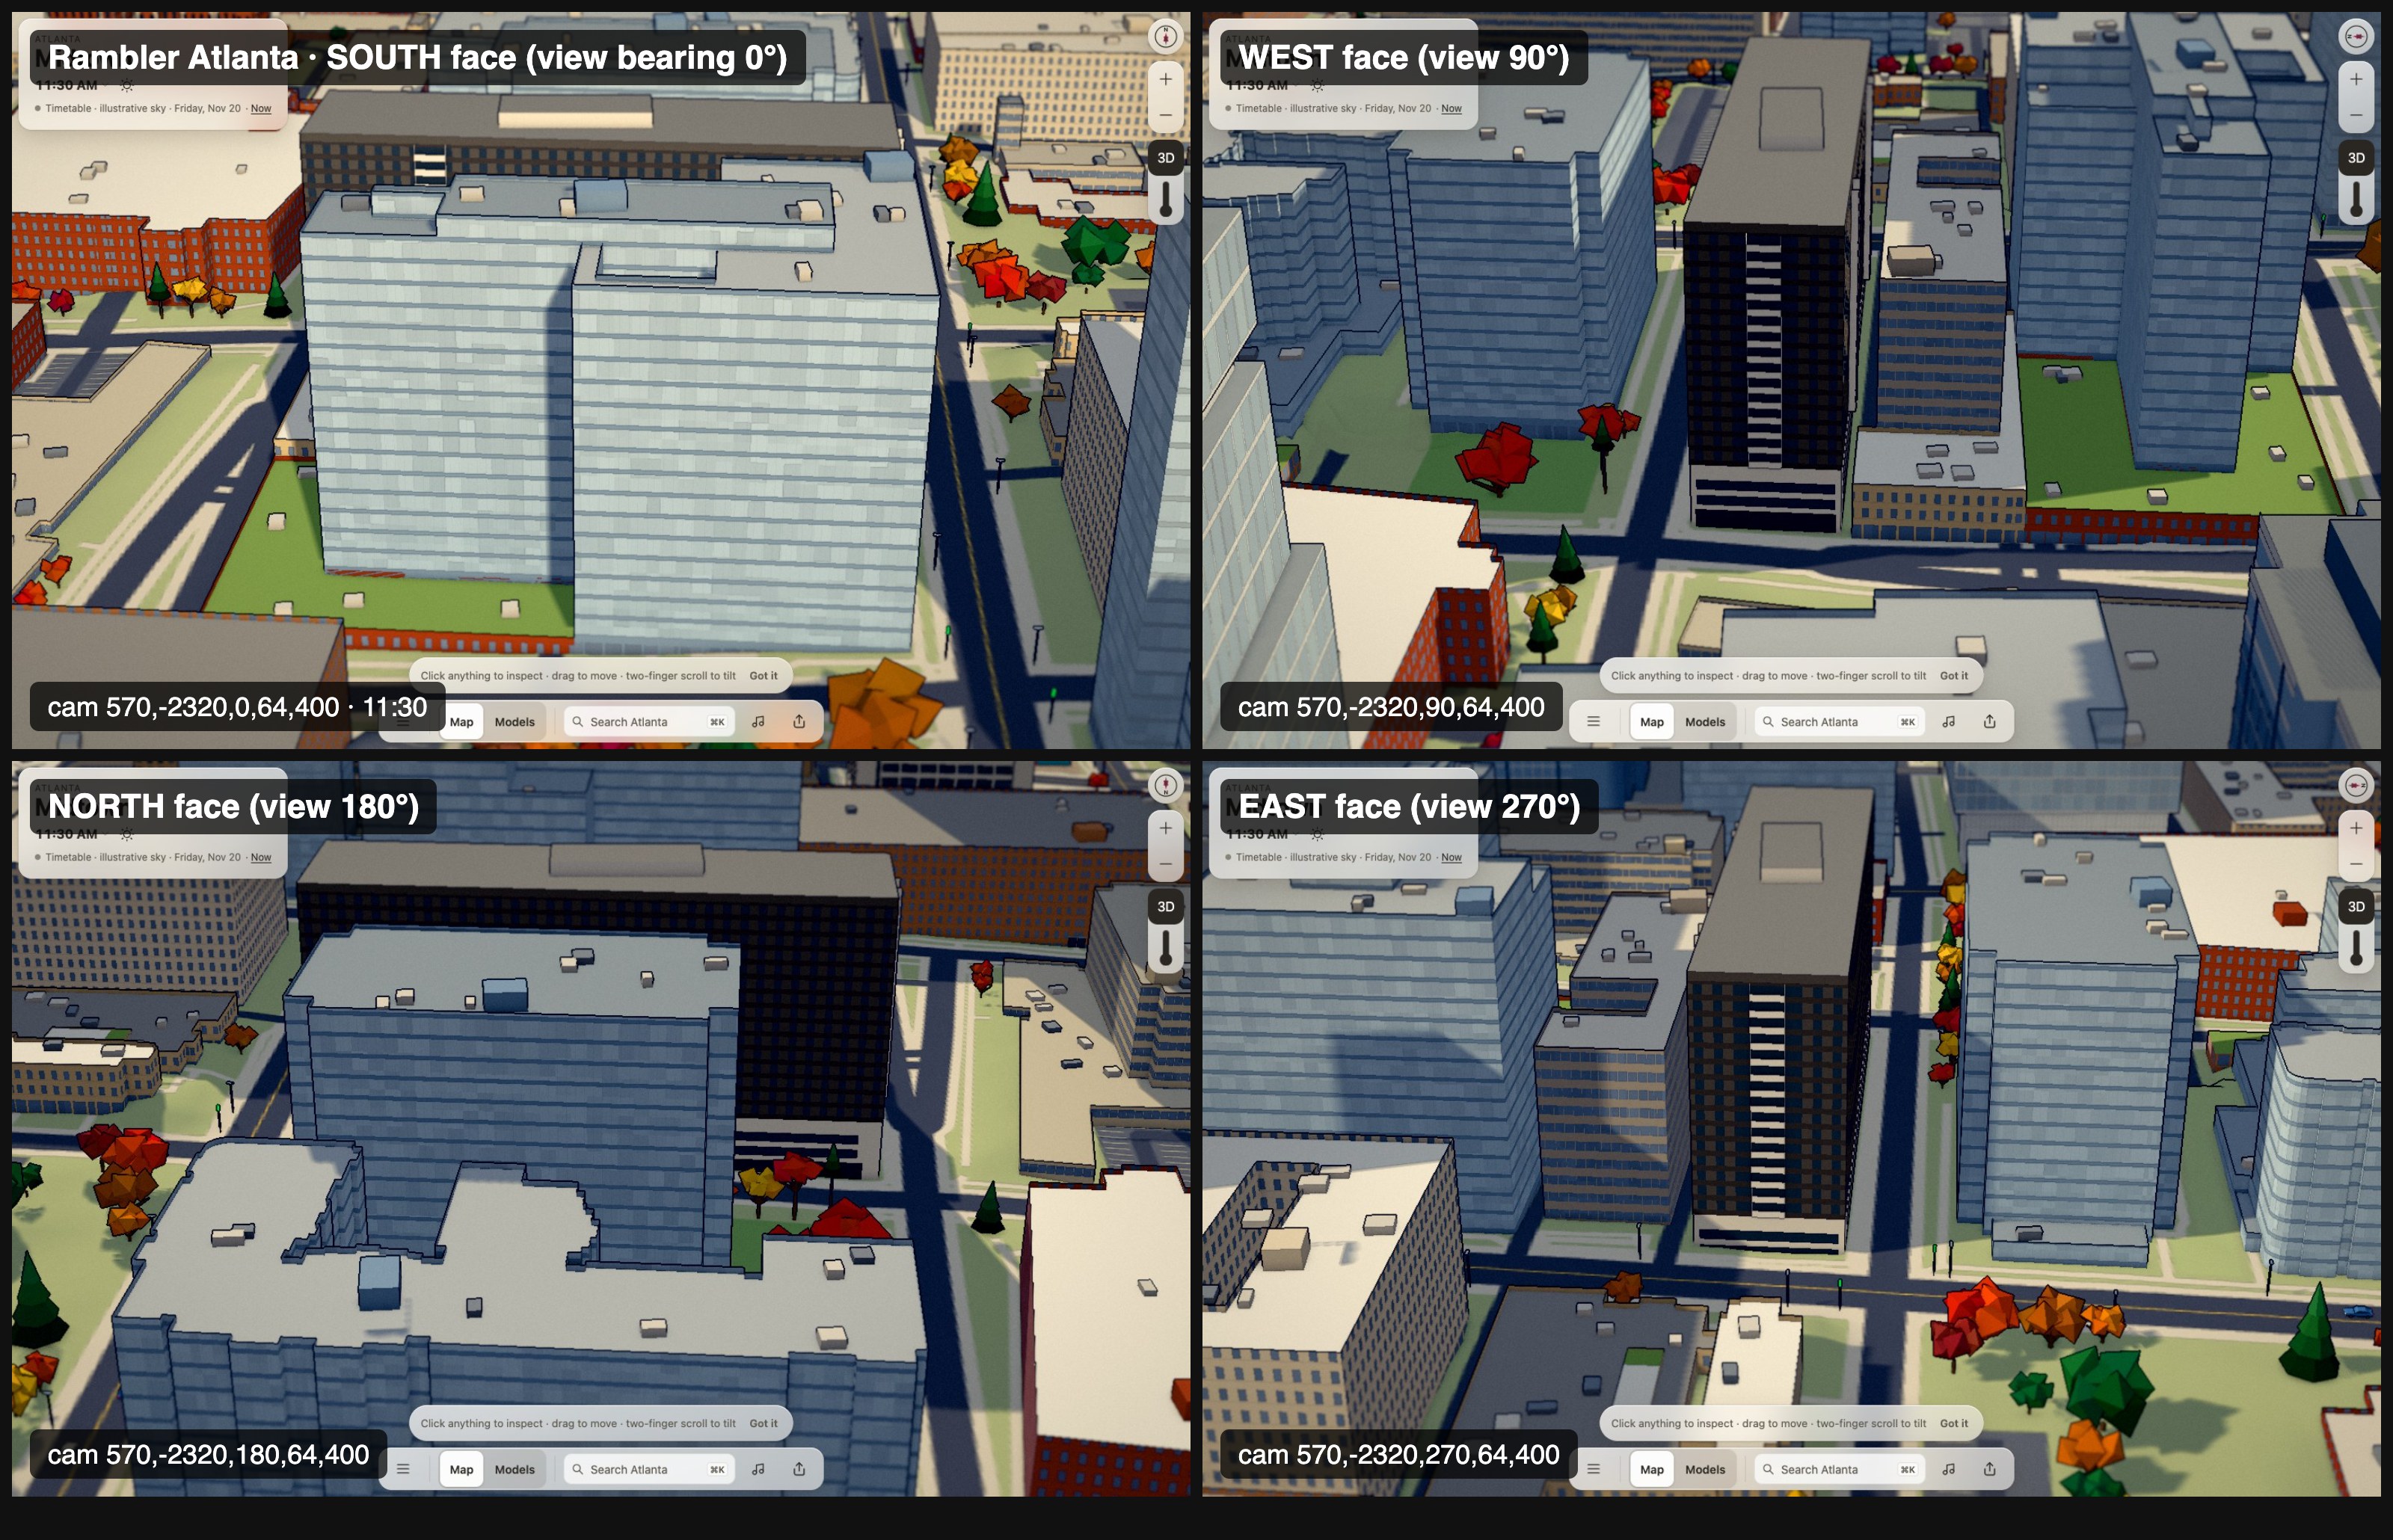 ATLANTA
Rambler Atlanta · SOUTH face (view bearing 0°)
11:30 AM
Timetable · illustrative sky · Friday, Nov 20 · Now
N
+
−
3D
Click anything to inspect · drag to move · two-finger scroll to tilt Got it
cam 570,-2320,0,64,400 · 11:30
Map Models Search Atlanta ⌘K
ATLANTA
WEST face (view 90°)
11:30 AM
Timetable · illustrative sky · Friday, Nov 20 · Now
N
+
−
3D
Click anything to inspect · drag to move · two-finger scroll to tilt Got it
cam 570,-2320,90,64,400
Map Models Search Atlanta ⌘K
ATLANTA
NORTH face (view 180°)
11:30 AM
Timetable · illustrative sky · Friday, Nov 20 · Now
N
+
−
3D
Click anything to inspect · drag to move · two-finger scroll to tilt Got it
cam 570,-2320,180,64,400
Map Models Search Atlanta ⌘K
ATLANTA
EAST face (view 270°)
11:30 AM
Timetable · illustrative sky · Friday, Nov 20 · Now
N
+
−
3D
Click anything to inspect · drag to move · two-finger scroll to tilt Got it
cam 570,-2320,270,64,400
Map Models Search Atlanta ⌘K